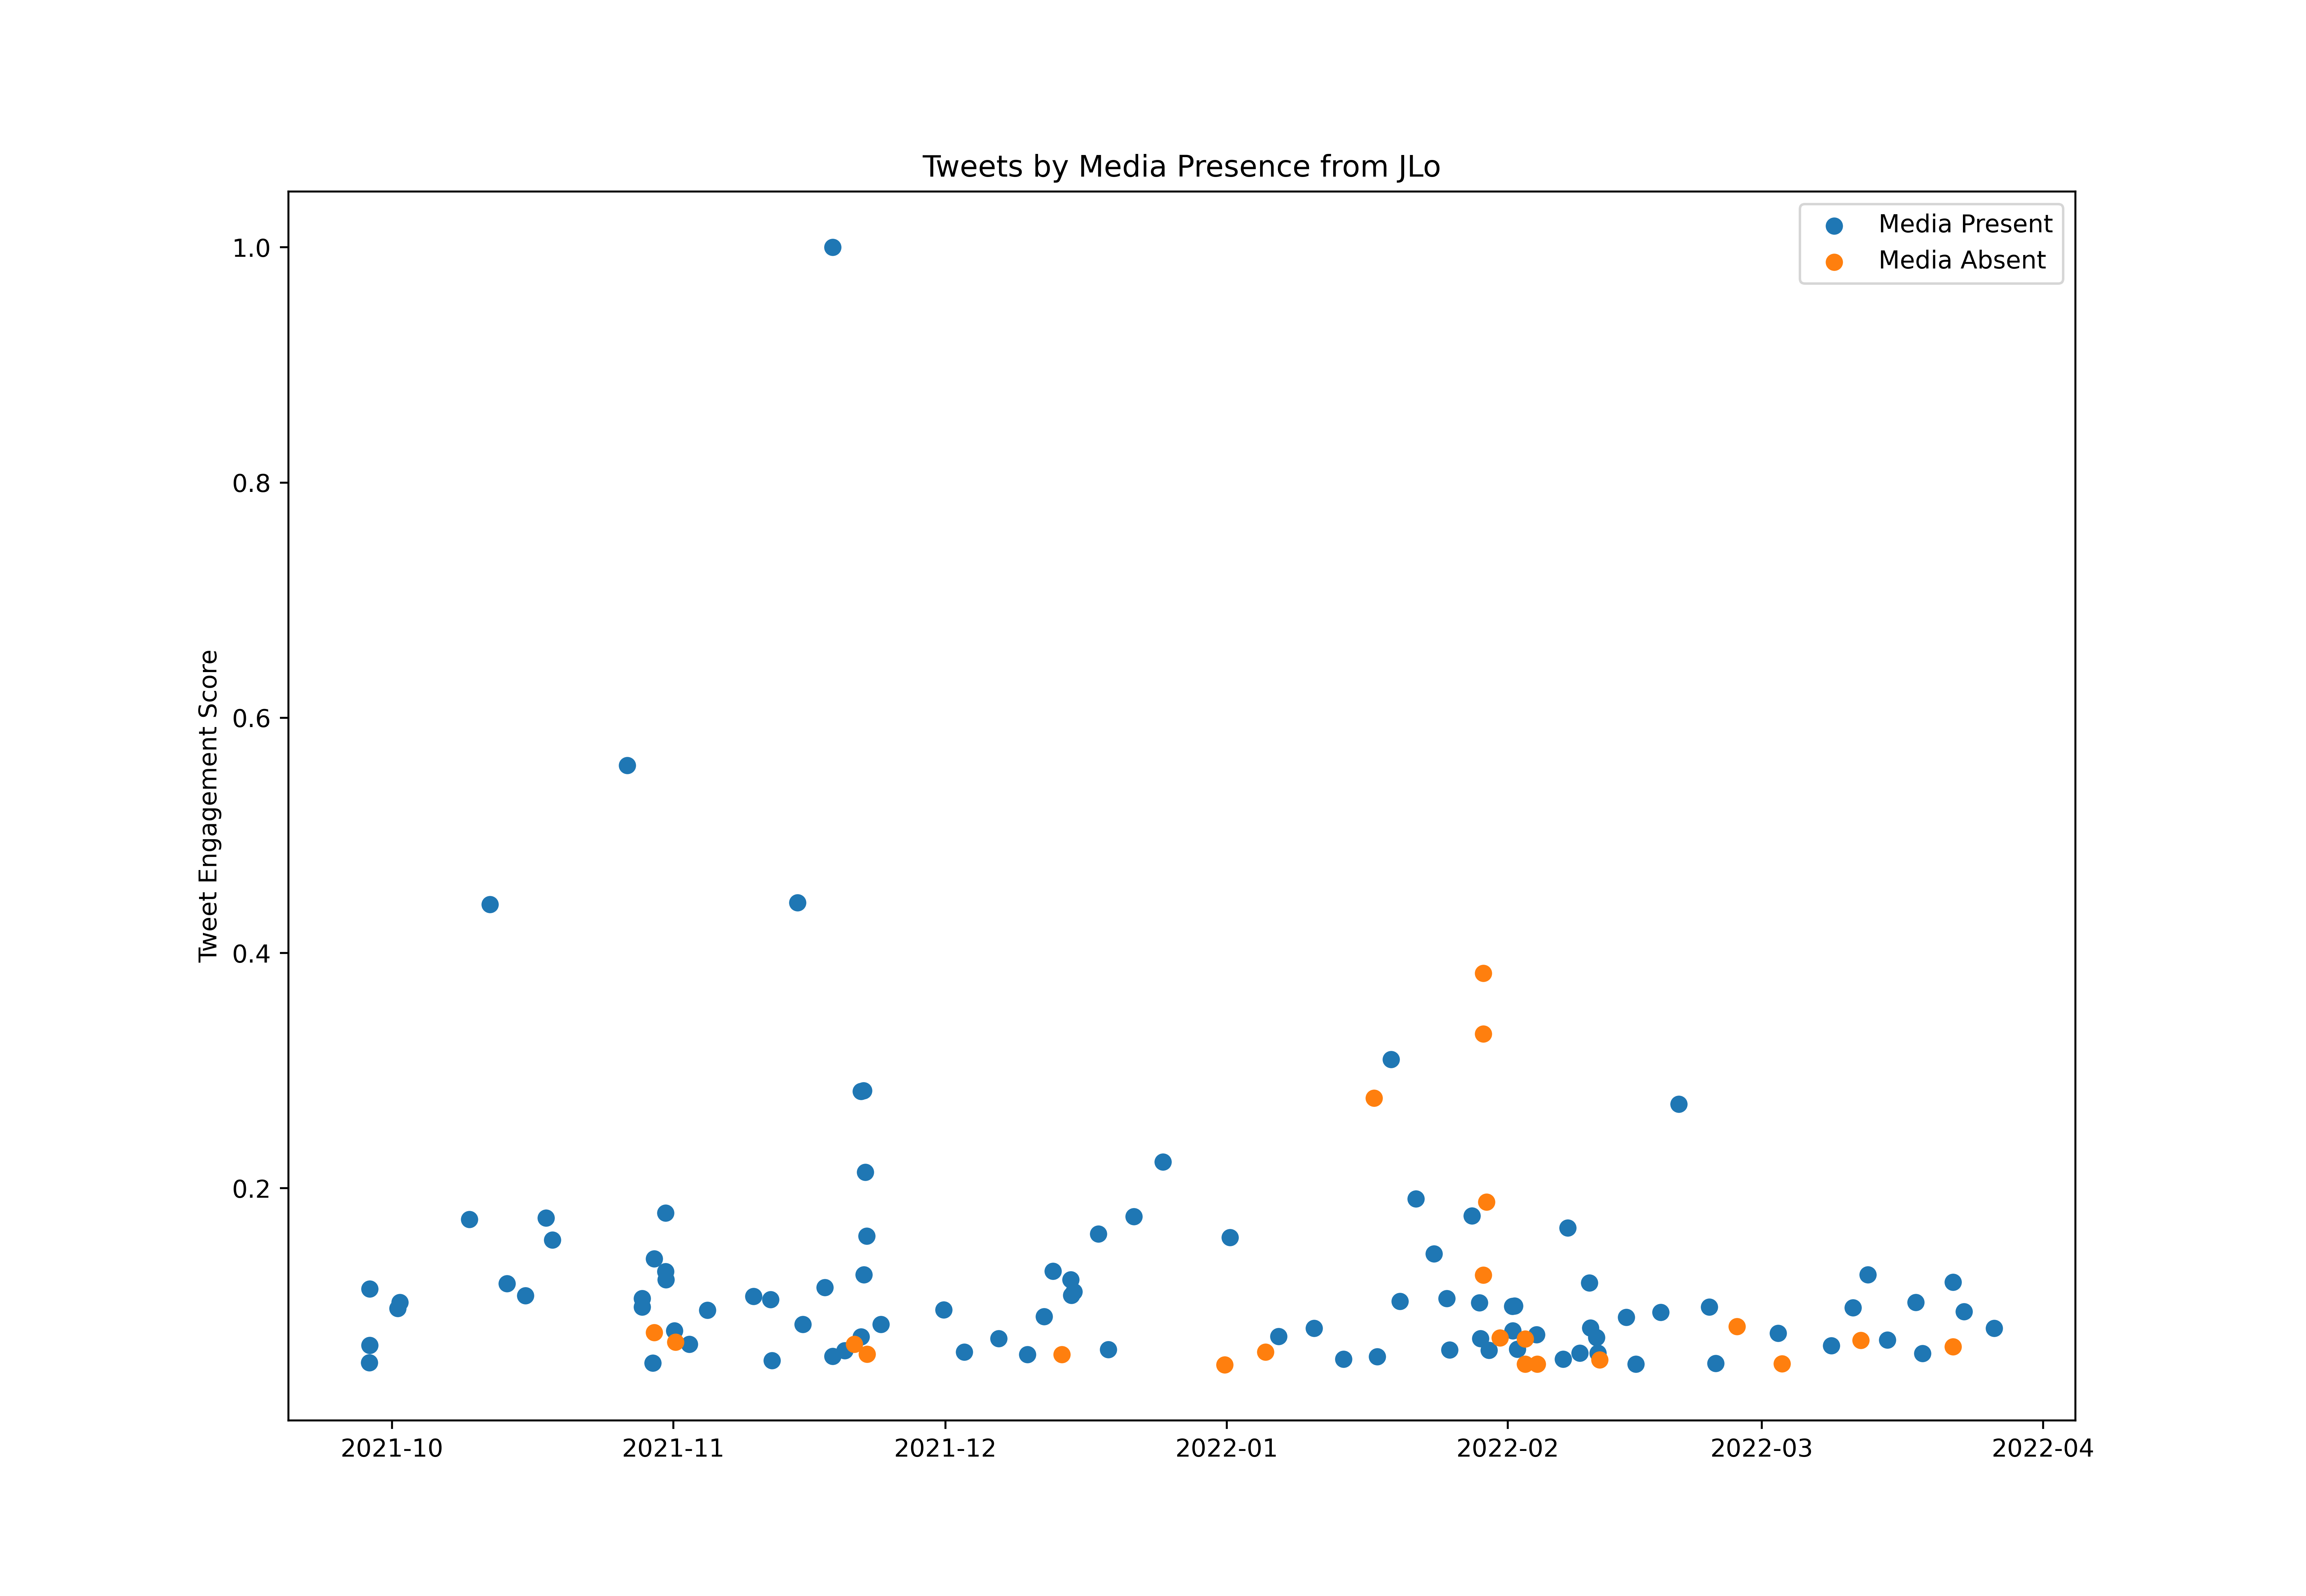 Tweets by Media Presence from JLo
Media Present
Media Absent
Tweet Engagement Score
1.0
0.8
0.6
0.4
0.2
2021-10 2021-11 2021-12 2022-01 2022-02 2022-03 2022-04